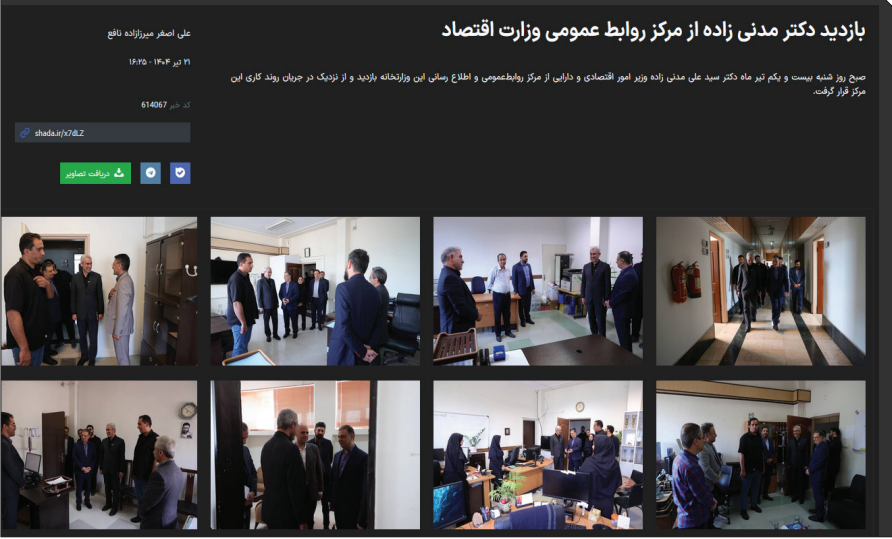 بازدید دکتر مدنی زاده از مرکز روابط عمومی وزارت اقتصاد
صبح روز شنبه بیست و یکم تیر ماه دکتر سید علی مدنی زاده وزیر امور اقتصادی و دارایی از مرکز روابط‌عمومی و اطلاع رسانی این وزارتخانه بازدید و از نزدیک در جریان روند کاری این
مرکز قرار گرفت.
علی اصغر میرزازاده نافع
۲۱ تیر ۱۴۰۴ - ۱۶:۲۵
کد خبر 614067
shada.ir/x7dLZ
دریافت تصاویر